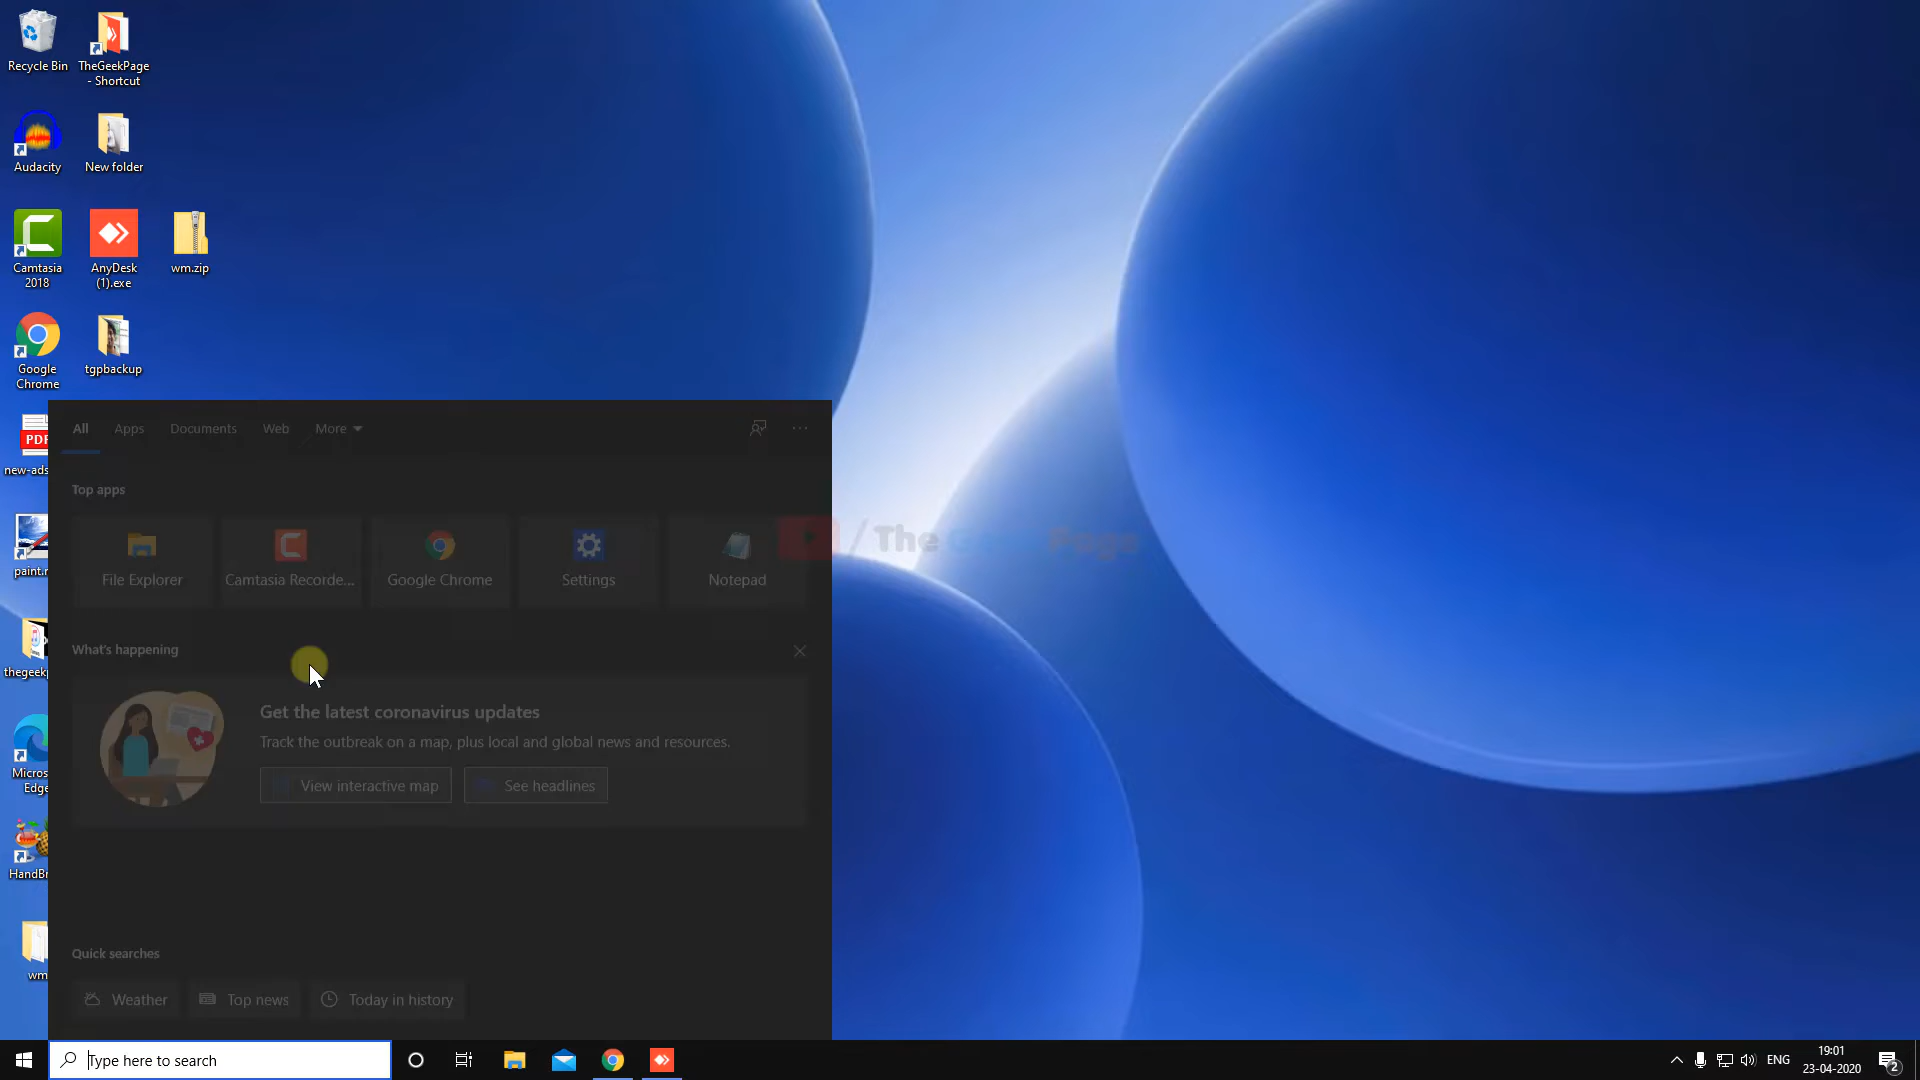 Recycle Bin
TheGeekPage
- Shortcut
Audacity
New folder
Camtasia
2018
AnyDesk
(1).exe
wm.zip
Google
Chrome
tgpbackup
PDF
new-ads
paint.
thegeek
Micros
Edge
HandBr
wm
All
Apps
Documents
Web
More
Top apps
File Explorer
Camtasia Recorde...
Google Chrome
Settings
Notepad
/TheGeekPage
What's happening
Get the latest coronavirus updates
Track the outbreak on a map, plus local and global news and resources.
View interactive map
See headlines
Quick searches
Weather
Top news
Today in history
Type here to search
ENG
19:01
23-04-2020
2